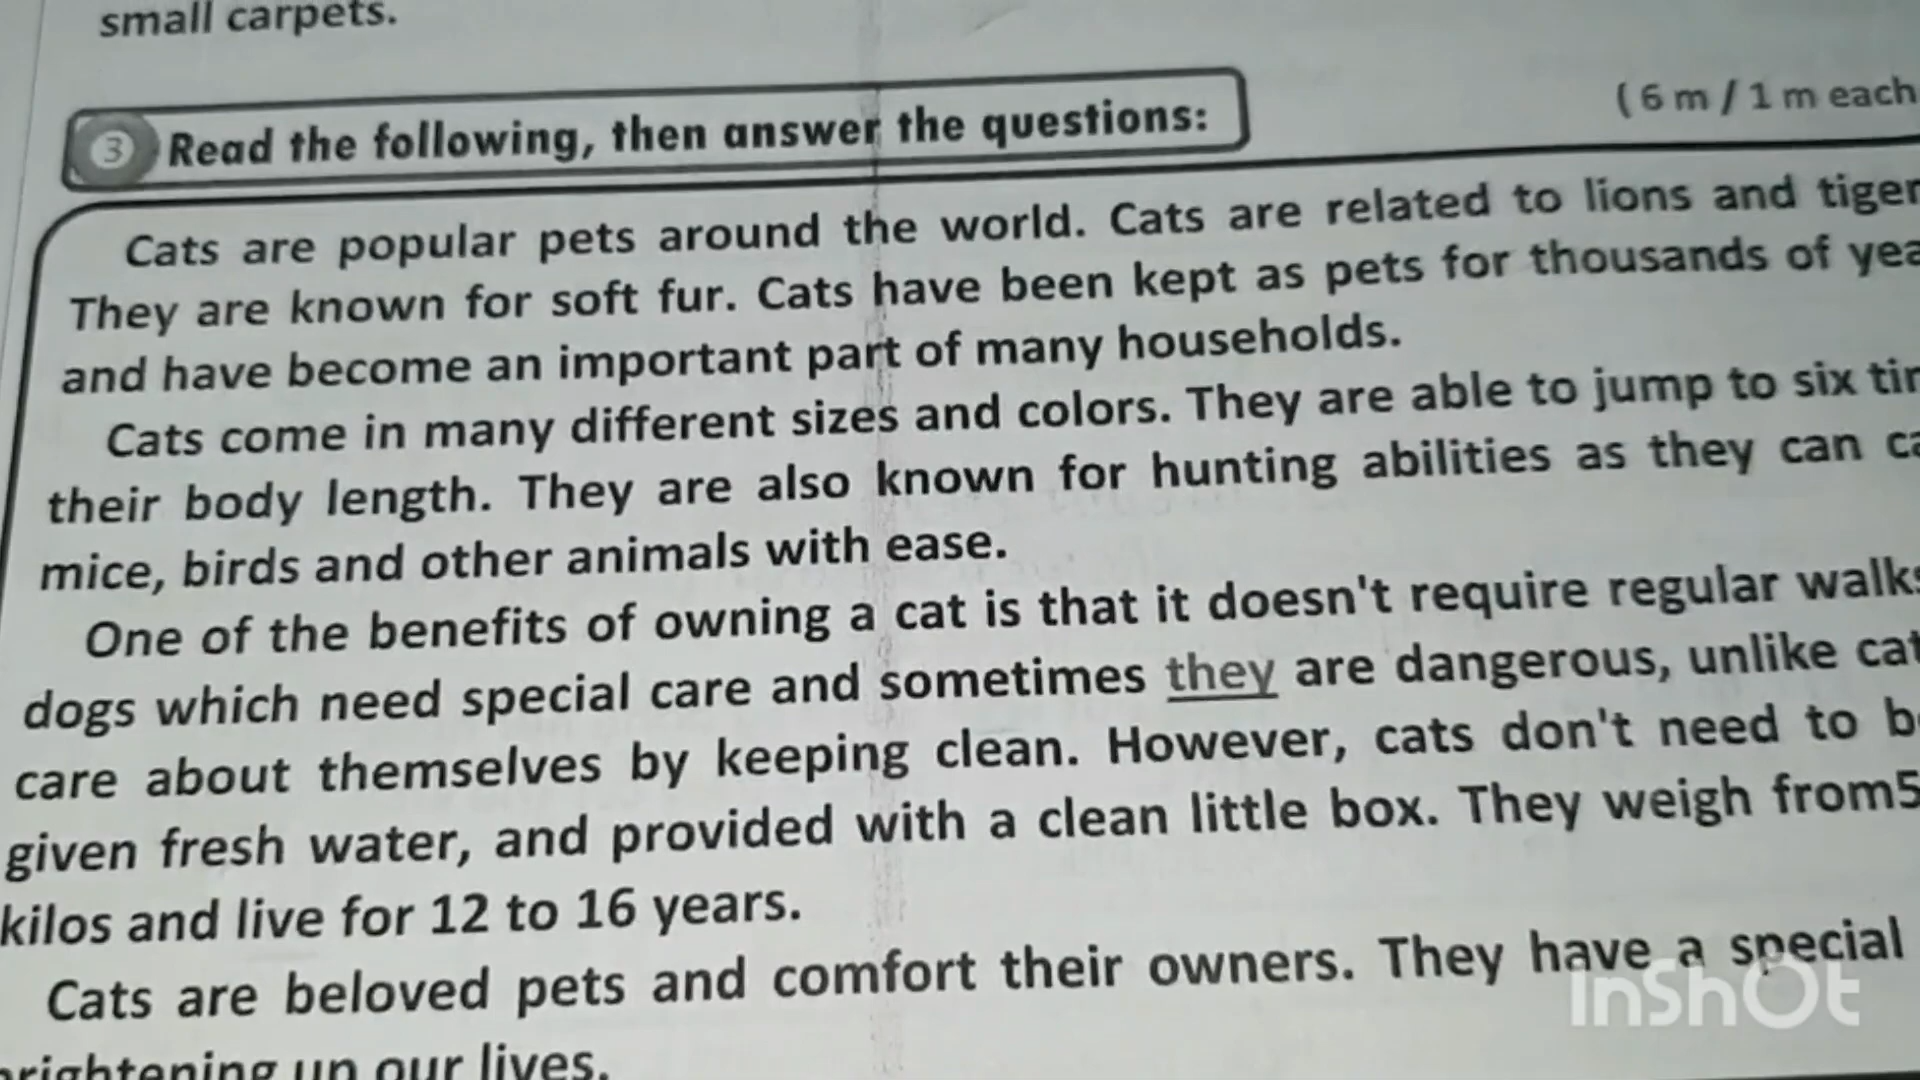 small carpets.
3 Read the following, then answer the questions:
( 6 m / 1 m each
Cats are popular pets around the world. Cats are related to lions and tiger
They are known for soft fur. Cats have been kept as pets for thousands of yea
and have become an important part of many households.
Cats come in many different sizes and colors. They are able to jump to six
their body length. They are also known for hunting abilities as they can ca
mice, birds and other animals with ease.
One of the benefits of owning a cat is that it doesn't require regular walks
dogs which need special care and sometimes they are dangerous, unlike cat
care about themselves by keeping clean. However, cats don't need to b
given fresh water, and provided with a clean little box. They weigh from5
kilos and live for 12 to 16 years.
Cats are beloved pets and comfort their owners. They have a special
rightening up our lives.
InShOt